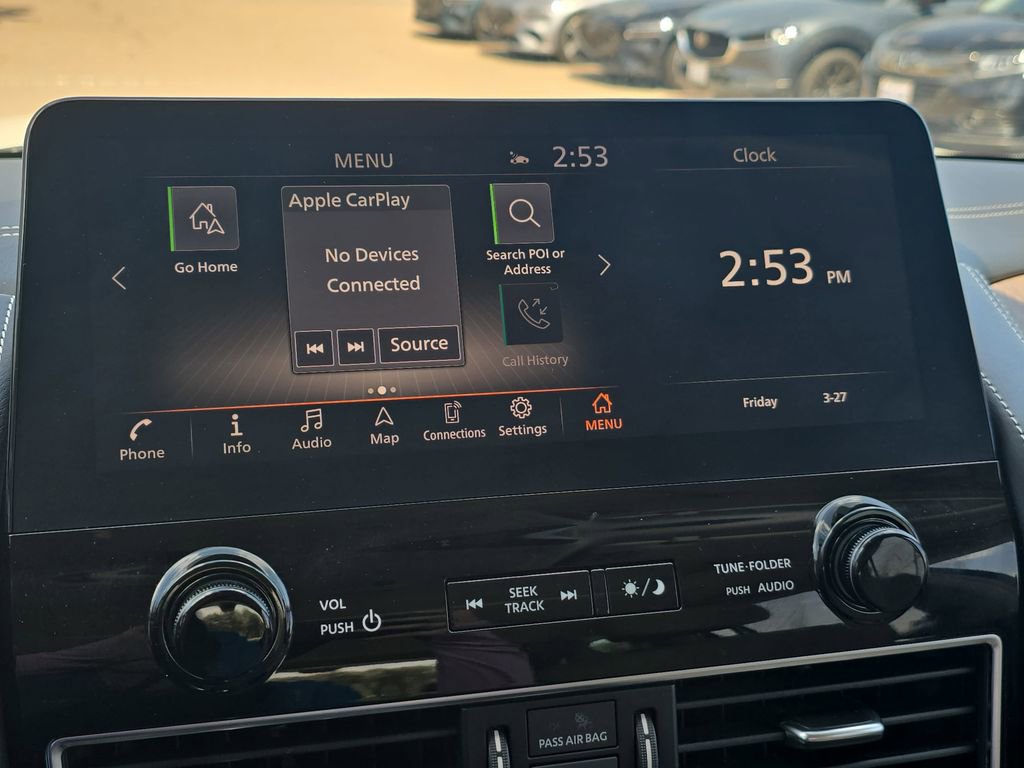 MENU
2:53
Clock
Go Home
Apple CarPlay
No Devices
Connected
Source
Search POI or
Address
Call History
2:53 PM
Friday
3-27
Phone
Info
Audio
Map
Connections
Settings
MENU
VOL
PUSH
SEEK
TRACK
TUNE·FOLDER
PUSH AUDIO
PASS AIR BAG